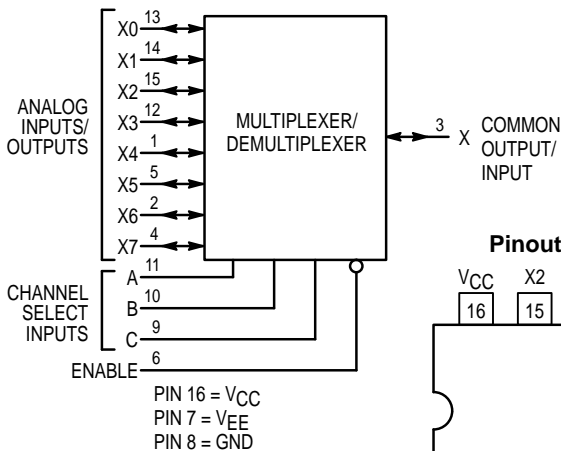 X0 13
X1 14
X2 15
X3 12
X4 1
X5 5
X6 2
X7 4
ANALOG
INPUTS/
OUTPUTS
MULTIPLEXER/
DEMULTIPLEXER
3 X COMMON
OUTPUT/
INPUT
A 11
B 10
C 9
CHANNEL
SELECT
INPUTS
ENABLE 6
PIN 16 = VCC
PIN 7 = VEE
PIN 8 = GND
Pinout
VCC X2
16 15